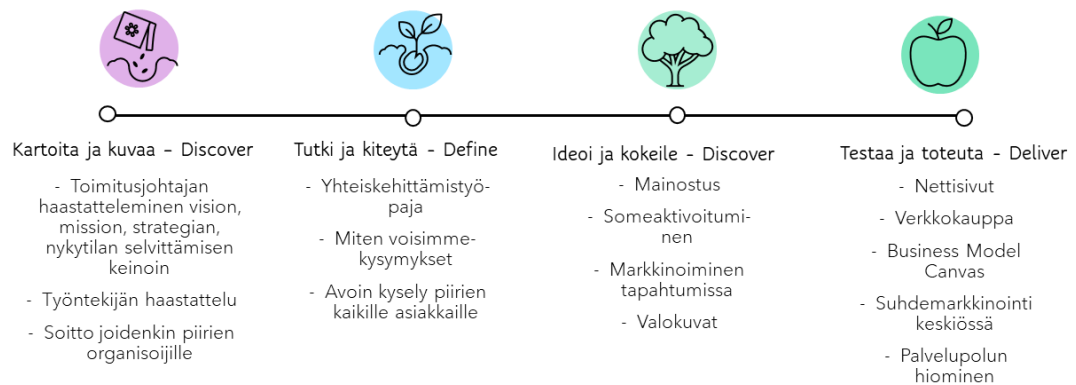 Kartoita ja kuvaa – Discover
- Toimitusjohtajan
haastatteleminen vision,
mission, strategian,
nykytilan selvittämisen
keinoin
- Työntekijän haastattelu
- Soitto joidenkin piirien
organisoijille
Tutki ja kiteytä – Define
- Yhteiskehittämistyö-
paja
- Miten voisimme-
kysymykset
- Avoin kysely piirien
kaikille asiakkaille
Ideoi ja kokeile – Discover
- Mainostus
- Someaktivoitumi-
nen
- Markkinoiminen
tapahtumissa
- Valokuvat
Testaa ja toteuta – Deliver
- Nettisivut
- Verkkokauppa
- Business Model
Canvas
- Suhdemarkkinointi
keskiössä
- Palvelupolun
hiominen